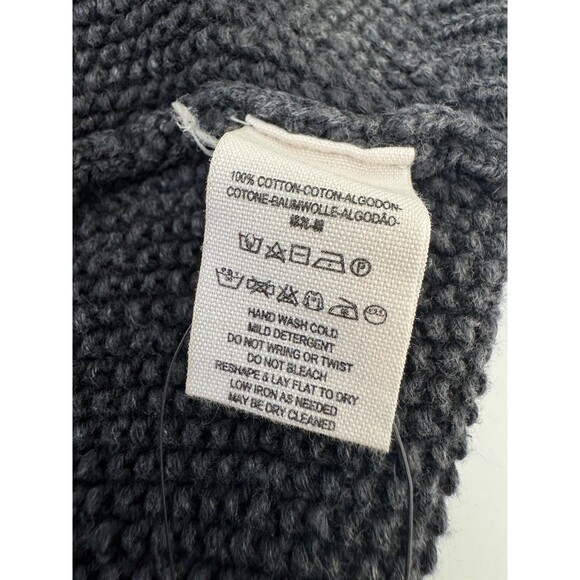 100% COTTON-COTON-ALGODON-
COTONE-BAUMWOLLE-ALGODÃO-
HAND WASH COLD
MILD DETERGENT
DO NOT WRING OR TWIST
DO NOT BLEACH
RESHAPE & LAY FLAT TO DRY
LOW IRON AS NEEDED
MAY BE DRY CLEANED